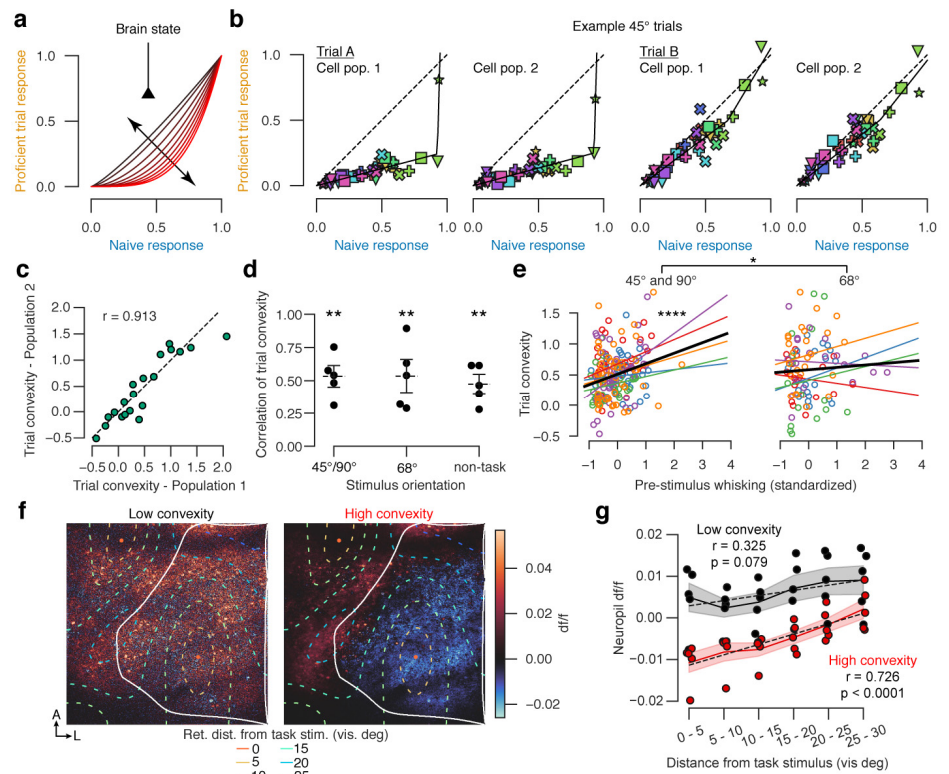 a
Brain state
Proficient trial response
1.0
0.5
0.0
0.0
0.5
1.0
Naive response
b
Example 45° trials
Proficient trial response
Trial A
Cell pop. 1
1.0
0.5
0.0
0.0
0.5
1.0
Naive response
Cell pop. 2
0.0
0.5
1.0
Naive response
Trial B
Cell pop. 1
0.0
0.5
1.0
Naive response
Cell pop. 2
0.0
0.5
1.0
Naive response
c
r = 0.913
Trial convexity - Population 2
2.0
1.5
1.0
0.5
0.0
−0.5
−0.5 0.0 0.5 1.0 1.5 2.0
Trial convexity - Population 1
d
Correlation of trial convexity
** ** **
1.00
0.75
0.50
0.25
0.00
45°/90° 68° non-task
Stimulus orientation
e
*
45° and 90°
68°
****
Trial convexity
1.5
1.0
0.5
0.0
−0.5
−1 0 1 2 3 4
−1 0 1 2 3 4
Pre-stimulus whisking (standardized)
f
Low convexity
High convexity
0.04
0.02
0.00
−0.02
df/f
A
L
Ret. dist. from task stim. (vis. deg)
0 15
5 20
g
Low convexity
r = 0.325
p = 0.079
Neuropil df/f
0.02
0.01
0.00
−0.01
−0.02
High convexity
r = 0.726
p < 0.0001
0 - 5
5 - 10
10 - 15
15 - 20
20 - 25
25 - 30
Distance from task stimulus (vis deg)